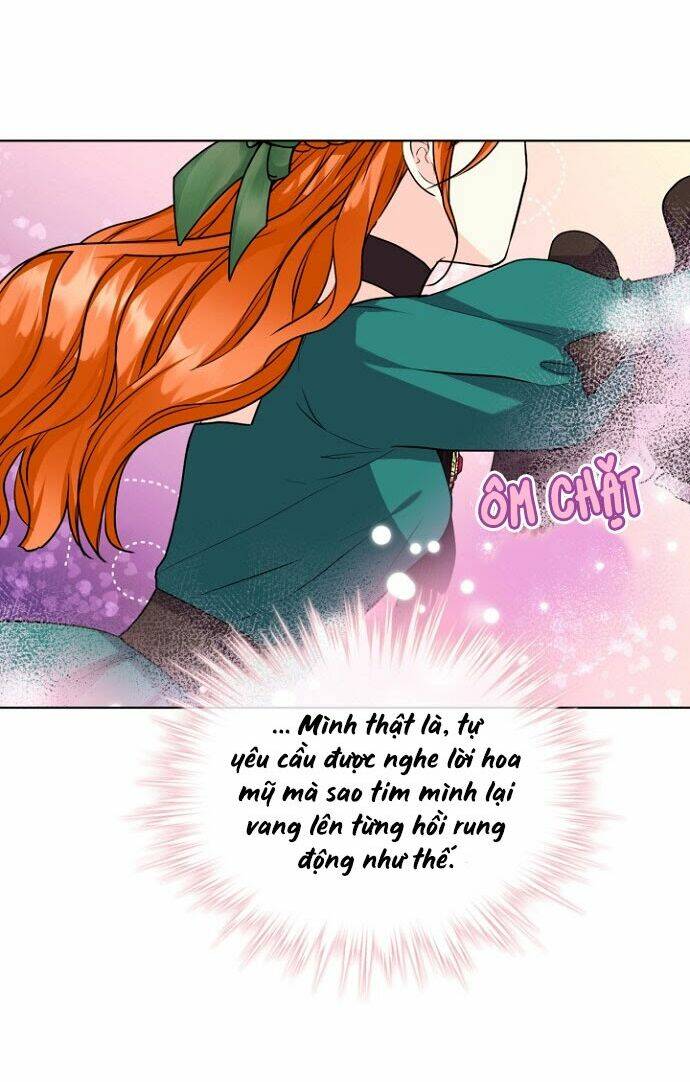 ÔM CHẶT
... Mình thật là, tự
yêu cầu được nghe lời hoa
mỹ mà sao tim mình lại
vang lên từng hồi rung
động như thế.